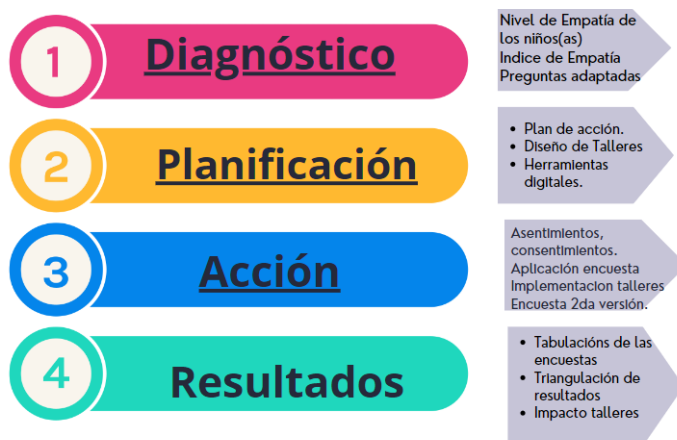 1
Diagnóstico
Nivel de Empatía de
los niños(as)
Indice de Empatía
Preguntas adaptadas
2
Planificación
• Plan de acción.
• Diseño de Talleres
• Herramientas
digitales.
3
Acción
Asentimientos,
consentimientos.
Aplicación encuesta
Implementacion talleres
Encuesta 2da versión.
4
Resultados
• Tabulacións de las
encuestas
• Triangulación de
resultados
• Impacto talleres